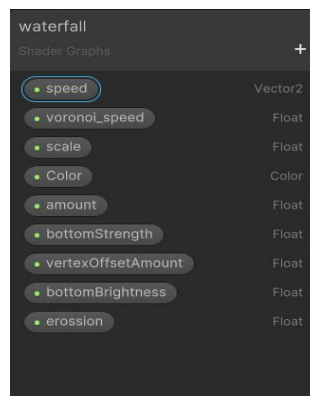 waterfall
Shader Graphs +
speed Vector2
voronoi_speed Float
scale Float
Color Color
amount Float
bottomStrength Float
vertexOffsetAmount Float
bottomBrightness Float
erossion Float